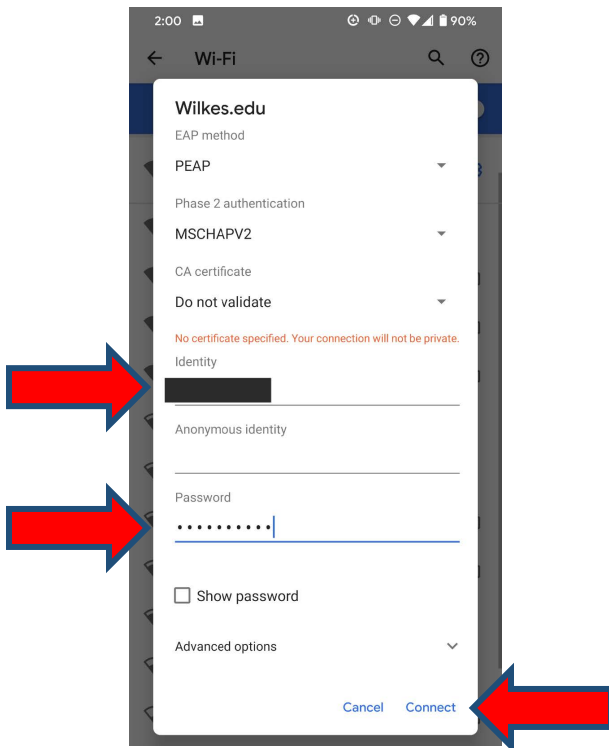 2:00 90%
Wi-Fi
Wilkes.edu
EAP method
PEAP
Phase 2 authentication
MSCHAPV2
CA certificate
Do not validate
No certificate specified. Your connection will not be private.
Identity
Anonymous identity
Password
••••••••••
Show password
Advanced options
Cancel Connect